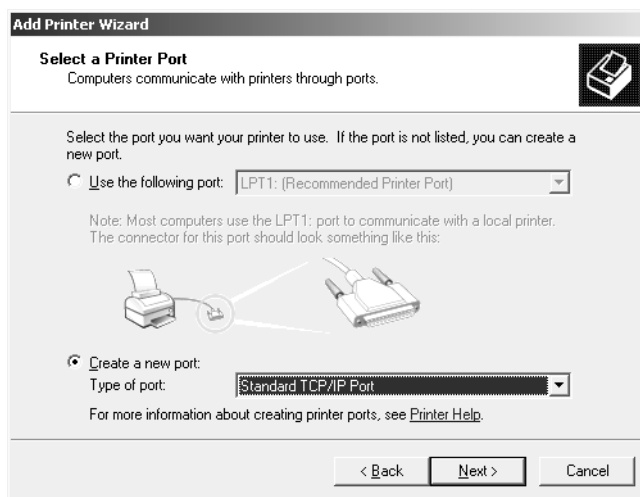 Add Printer Wizard
Select a Printer Port
Computers communicate with printers through ports.
Select the port you want your printer to use. If the port is not listed, you can create a
new port.
Use the following port: LPT1: (Recommended Printer Port)
Note: Most computers use the LPT1: port to communicate with a local printer.
The connector for this port should look something like this:
Create a new port:
Type of port: Standard TCP/IP Port
For more information about creating printer ports, see Printer Help.
< Back Next > Cancel